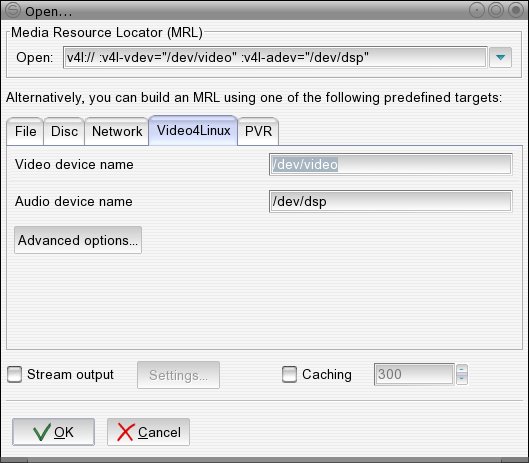 Open...
Media Resource Locator (MRL)
Open: v4l:// :v4l-vdev="/dev/video" :v4l-adev="/dev/dsp"
Alternatively, you can build an MRL using one of the following predefined targets:
File Disc Network Video4Linux PVR
Video device name /dev/video
Audio device name /dev/dsp
Advanced options...
Stream output Settings... Caching 300
OK Cancel